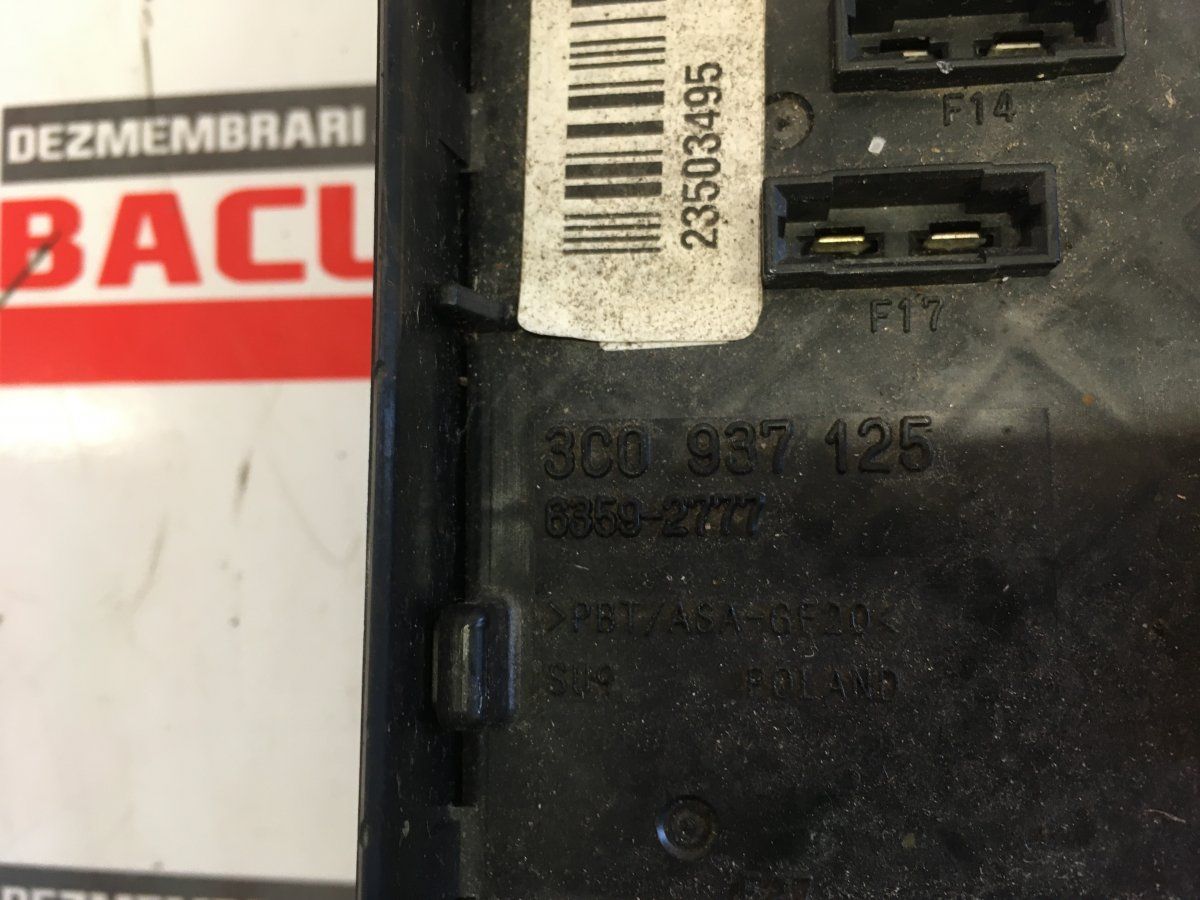 DEZMEMBRARI
BACU
23503495
F14
F17
3C0 937 125
6359-2777
>PBT/ASA-GF20<
POLAND